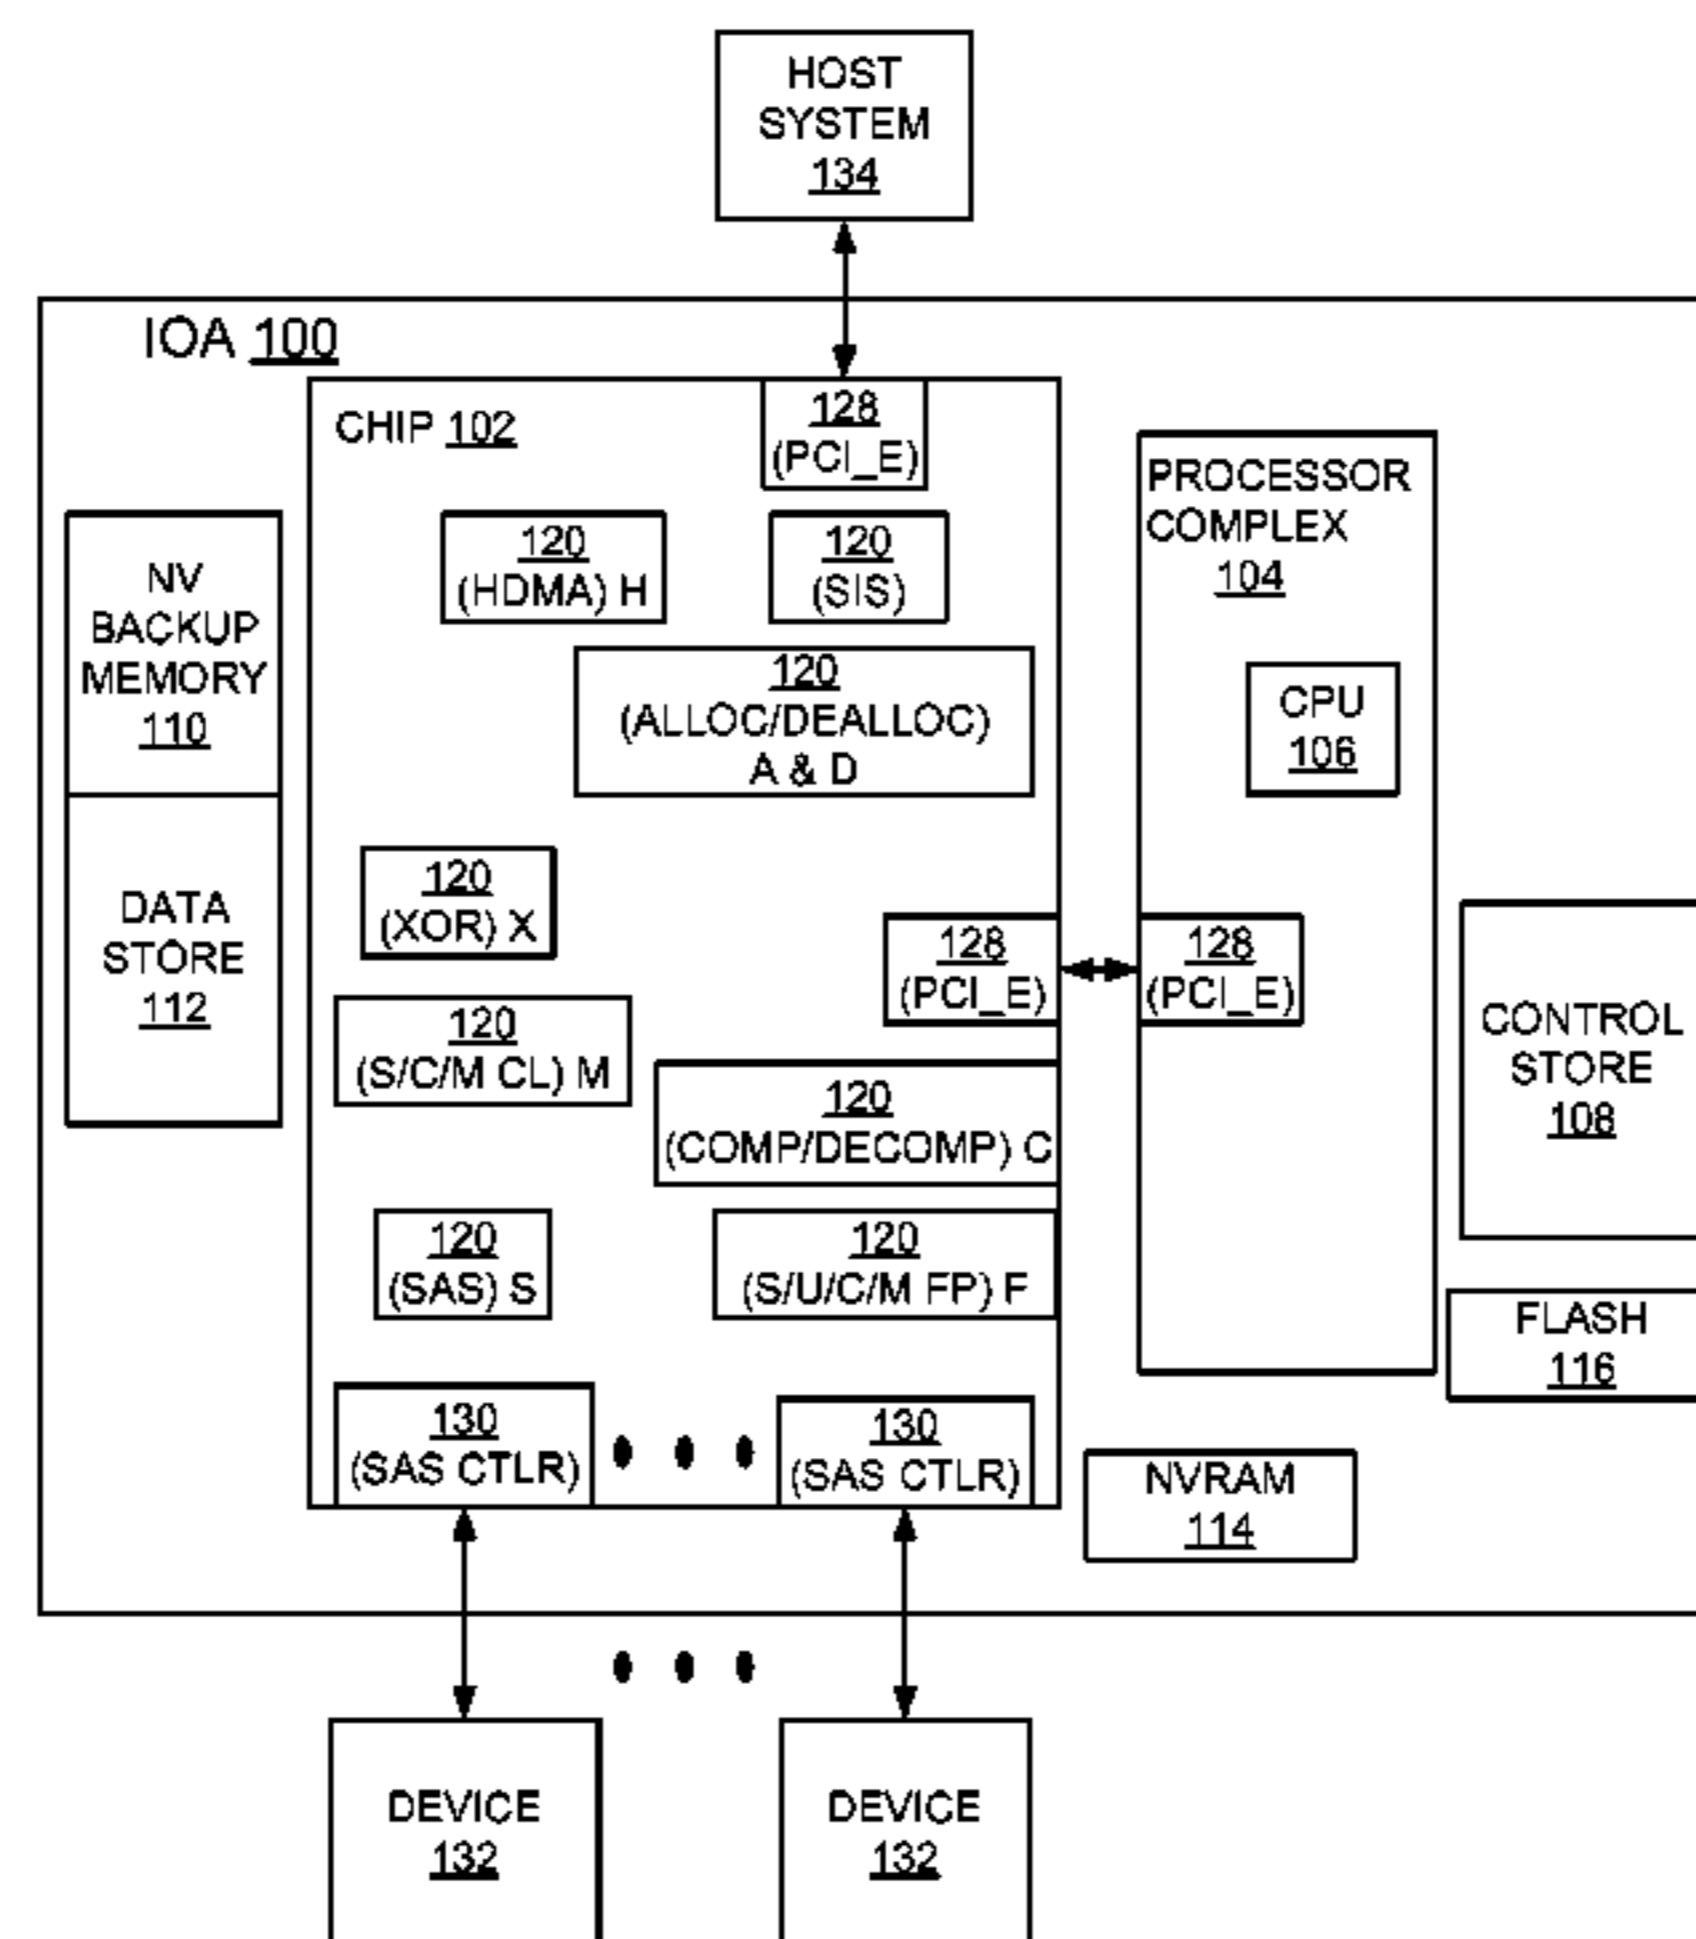 HOST
SYSTEM
134
IOA 100
CHIP 102
128
(PCI_E)
120
(HDMA) H
120
(SIS)
120
(ALLOC/DEALLOC)
A & D
120
(XOR) X
128
(PCI_E)
120
(S/C/M CL) M
120
(COMP/DECOMP) C
120
(SAS) S
120
(S/U/C/M FP) F
130
(SAS CTLR)
130
(SAS CTLR)
NV
BACKUP
MEMORY
110
DATA
STORE
112
PROCESSOR
COMPLEX
104
CPU
106
128
(PCI_E)
CONTROL
STORE
108
FLASH
116
NVRAM
114
DEVICE
132
DEVICE
132